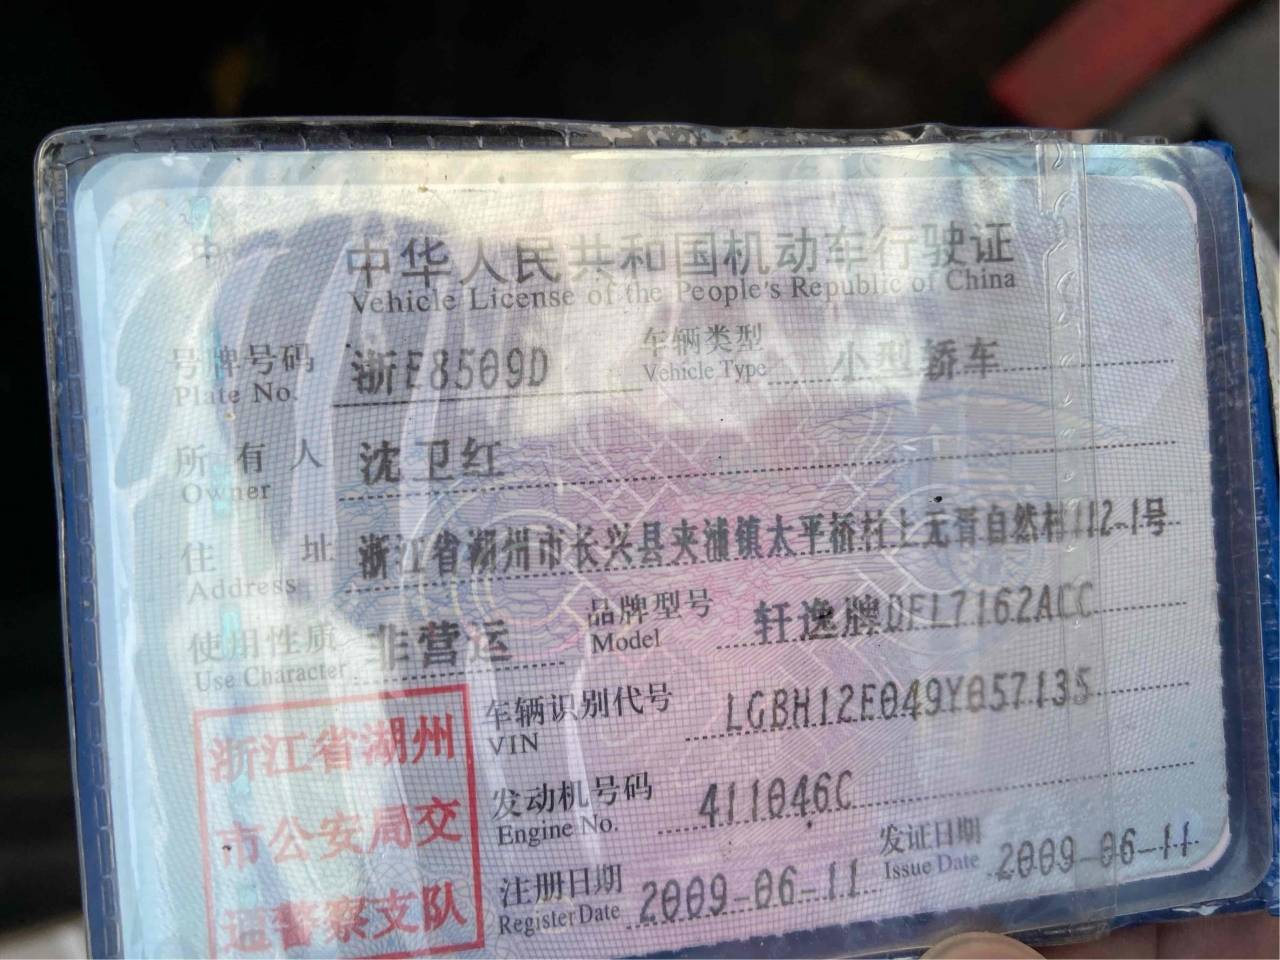 中华人民共和国机动车行驶证
Vehicle License of the People's Republic of China
号牌号码 浙E8509D 车辆类型 小型轿车
Plate No. Vehicle Type
所有人 沈卫红
Owner
住址 浙江省湖州市长兴县夹浦镇太平桥村上元晋自然村112-1号
Address
使用性质 非营运 品牌型号 轩逸牌DFL7162ACC
Use Character Model
浙江省湖州
市公安局交
通警察支队
车辆识别代号 LGBH12E049Y057135
VIN
发动机号码 411046C
Engine No.
注册日期 2009-06-11 发证日期 2009-06-11
Register Date Issue Date